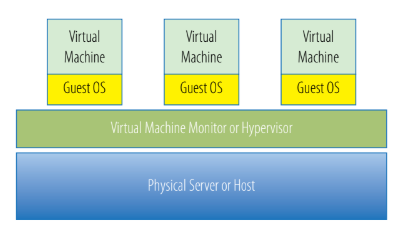 Virtual Machine
Guest OS
Virtual Machine
Guest OS
Virtual Machine
Guest OS
Virtual Machine Monitor or Hypervisor
Physical Server or Host